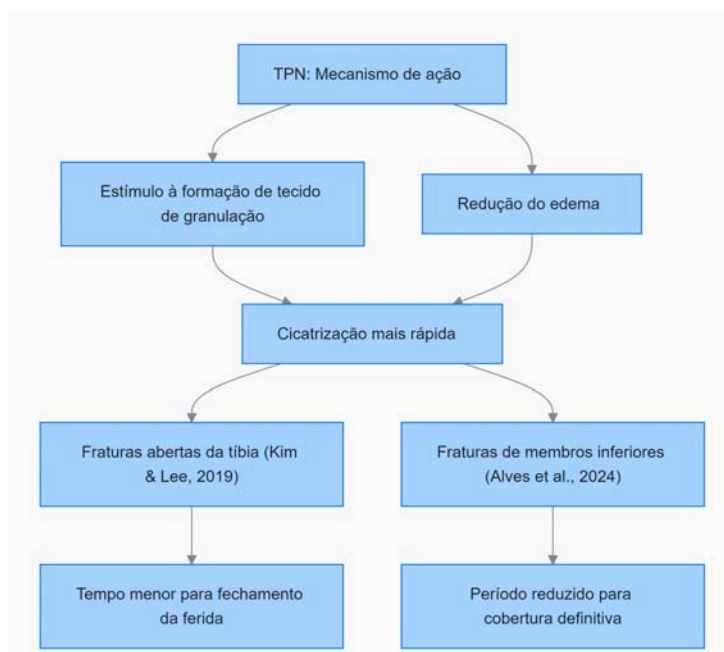 TPN: Mecanismo de ação
Estímulo à formação de tecido
de granulação
Redução do edema
Cicatrização mais rápida
Fraturas abertas da tíbia (Kim
& Lee, 2019)
Fraturas de membros inferiores
(Alves et al., 2024)
Tempo menor para fechamento
da ferida
Período reduzido para
cobertura definitiva